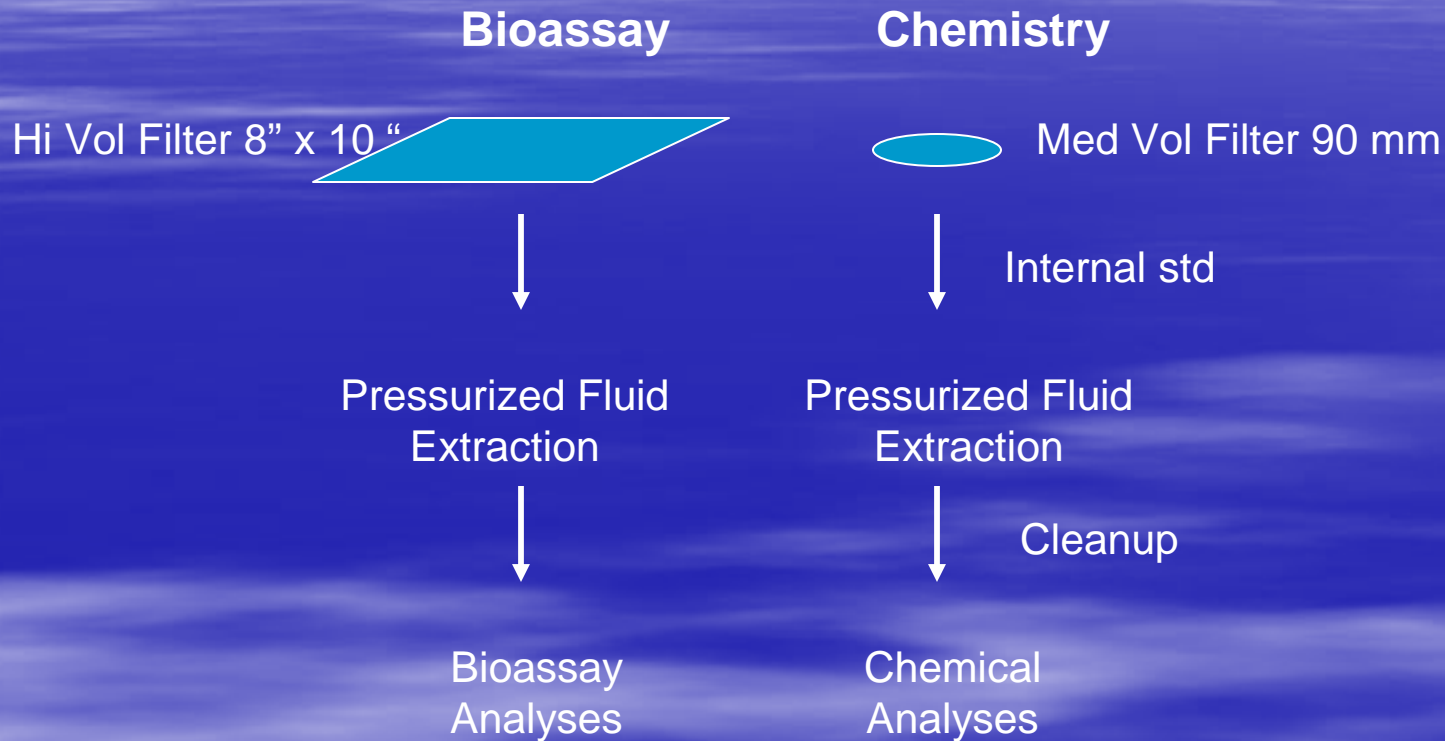 Bioassay
Chemistry
Hi Vol Filter 8” x 10 “
Med Vol Filter 90 mm
Internal std
Pressurized Fluid
Extraction
Pressurized Fluid
Extraction
Cleanup
Bioassay
Analyses
Chemical
Analyses